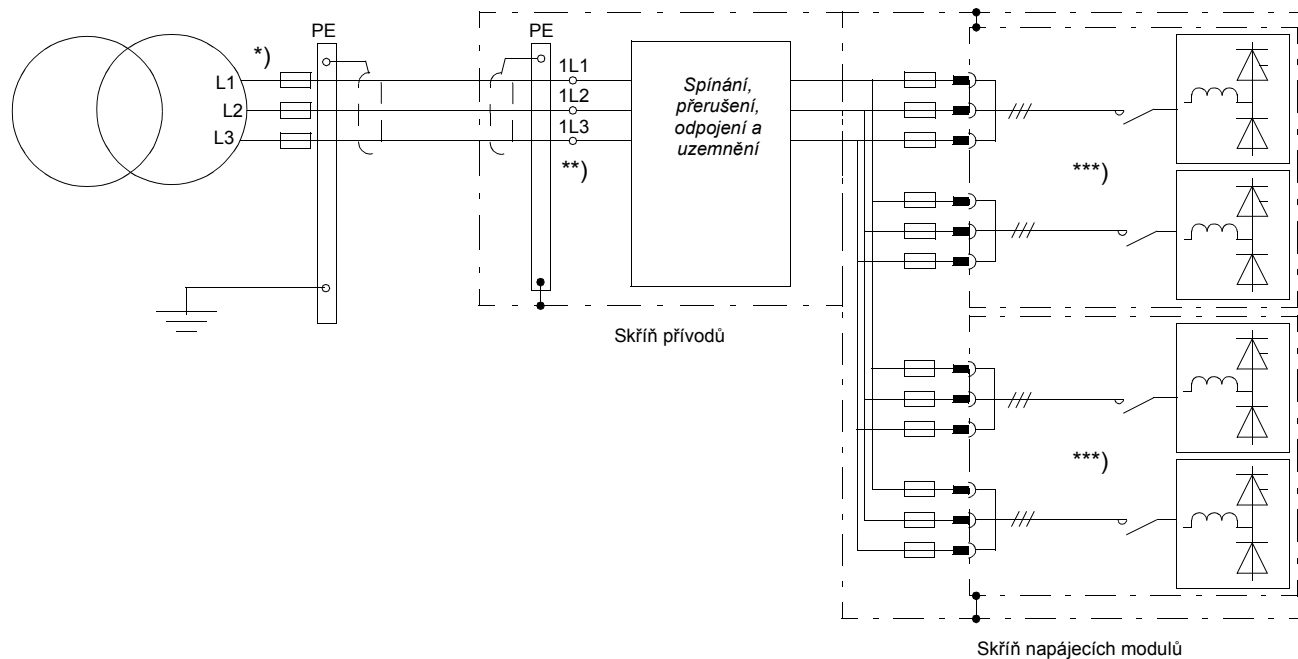 PE
PE
*)
L1
L2
L3
1L1
1L2
1L3
**)
Spínání,
přerušení,
odpojení a
uzemnění
***)
Skříň přívodů
***)
Skříň napájecích modulů